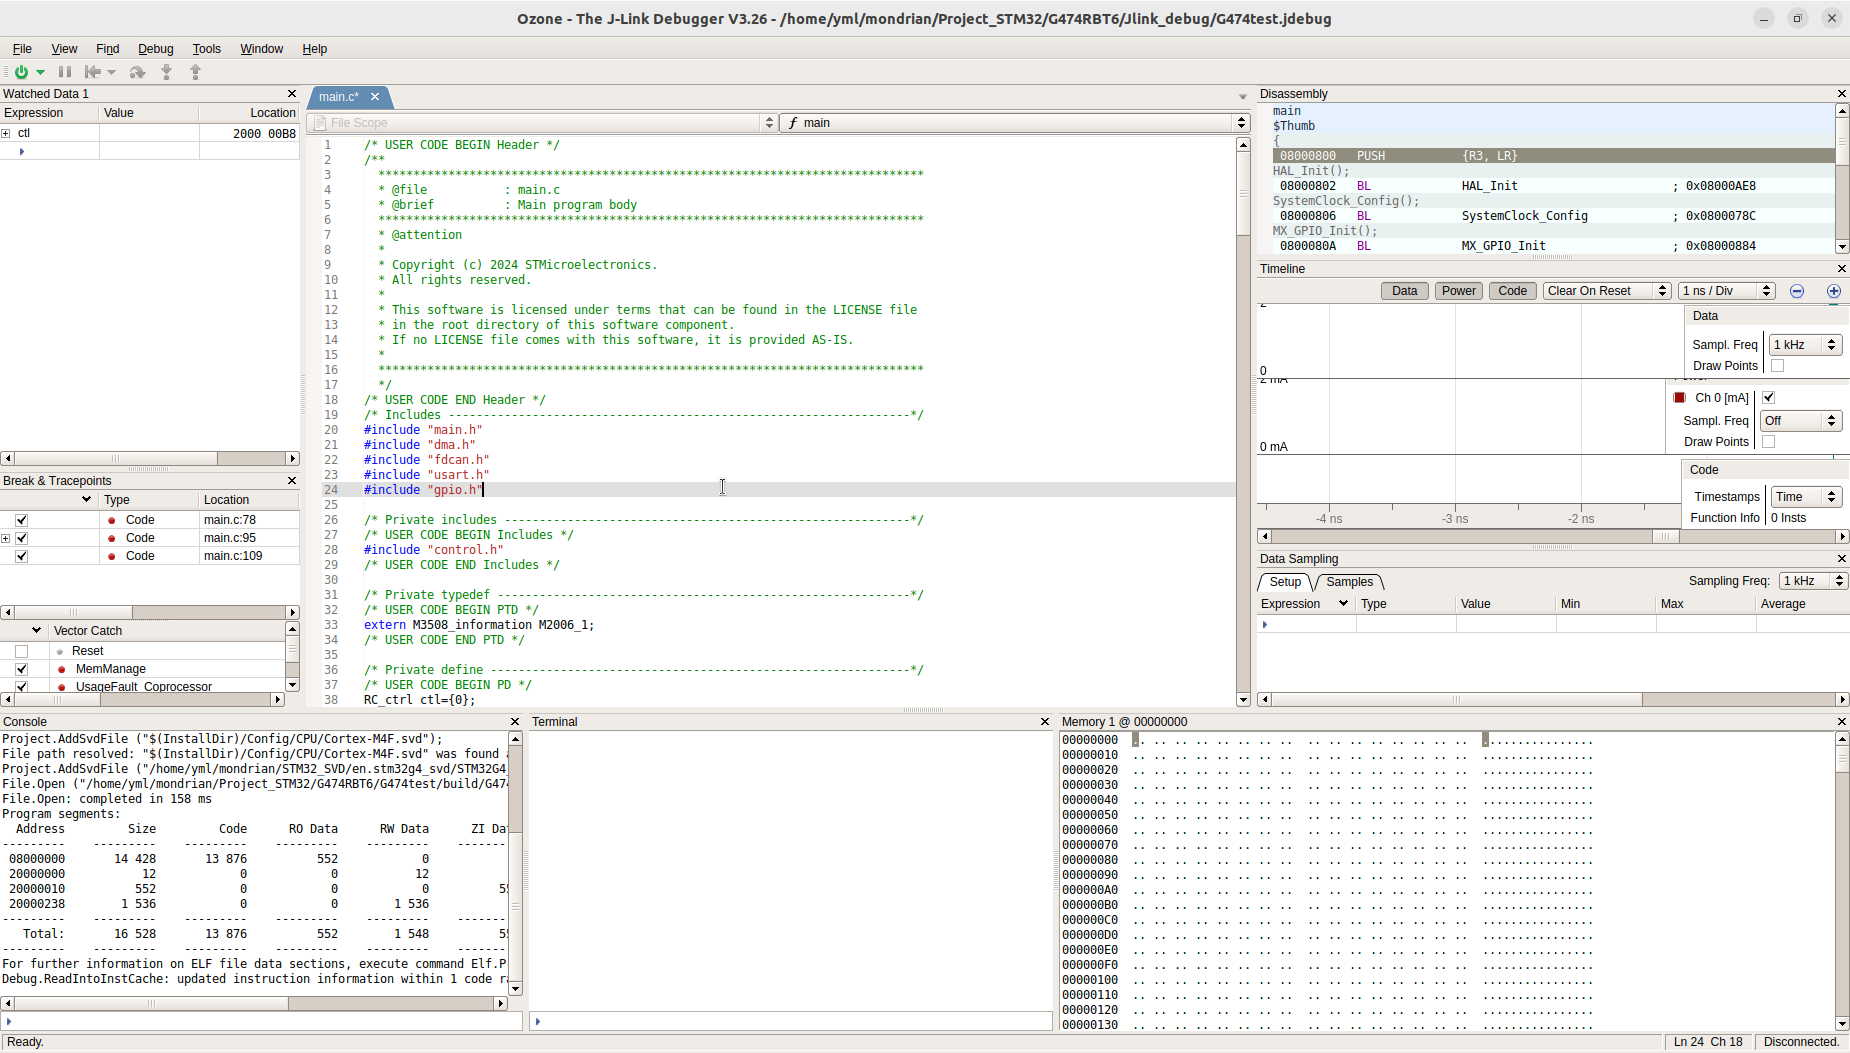 Ozone - The J-Link Debugger V3.26 - /home/yml/mondrian/Project_STM32/G474RBT6/Jlink_debug/G474test.jdebug
File View Find Debug Tools Window Help
Watched Data 1
Expression Value Location
ctl 2000 00B8
Break & Tracepoints
Type Location
Code main.c:78
Code main.c:95
Code main.c:109
Vector Catch
Reset
MemManage
UsageFault_Coprocessor
main.c*
File Scope
main
1 /* USER CODE BEGIN Header */
2 /**
3 ******************************************************************************
4 * @file : main.c
5 * @brief : Main program body
6 ******************************************************************************
7 * @attention
8 *
9 * Copyright (c) 2024 STMicroelectronics.
10 * All rights reserved.
11 *
12 * This software is licensed under terms that can be found in the LICENSE file
13 * in the root directory of this software component.
14 * If no LICENSE file comes with this software, it is provided AS-IS.
15 *
16 ******************************************************************************
17 */
18 /* USER CODE END Header */
19 /* Includes ------------------------------------------------------------------*/
20 #include "main.h"
21 #include "dma.h"
22 #include "fdcan.h"
23 #include "usart.h"
24 #include "gpio.h"
25
26 /* Private includes ----------------------------------------------------------*/
27 /* USER CODE BEGIN Includes */
28 #include "control.h"
29 /* USER CODE END Includes */
30
31 /* Private typedef -----------------------------------------------------------*/
32 /* USER CODE BEGIN PTD */
33 extern M3508_information M2006_1;
34 /* USER CODE END PTD */
35
36 /* Private define ------------------------------------------------------------*/
37 /* USER CODE BEGIN PD */
38 RC_ctrl ctl={0};
Disassembly
main
$Thumb
{
08000800 PUSH {R3, LR}
HAL_Init();
08000802 BL HAL_Init ; 0x08000AE8
SystemClock_Config();
08000806 BL SystemClock_Config ; 0x0800078C
MX_GPIO_Init();
0800080A BL MX_GPIO_Init ; 0x08000884
Timeline
Data Power Code Clear On Reset 1 ns / Div
2
0
Data
Sampl. Freq 1 kHz
Draw Points
2 mA
0 mA
Ch 0 [mA]
Sampl. Freq Off
Draw Points
Code
Timestamps Time
Function Info 0 Insts
-4 ns -3 ns -2 ns
Data Sampling
Setup Samples Sampling Freq: 1 kHz
Expression Type Value Min Max Average
Console
Project.AddSvdFile ("$(InstallDir)/Config/CPU/Cortex-M4F.svd");
File path resolved: "$(InstallDir)/Config/CPU/Cortex-M4F.svd" was found
Project.AddSvdFile ("/home/yml/mondrian/STM32_SVD/en.stm32g4_svd/STM32G4
File.Open ("/home/yml/mondrian/Project_STM32/G474RBT6/G474test/build/G474
File.Open: completed in 158 ms
Program segments:
Address Size Code RO Data RW Data ZI Da
--------- --------- --------- --------- --------- -------
08000000 14 428 13 876 552 0
20000000 12 0 0 12
20000010 552 0 0 0 5
20000238 1 536 0 0 1 536
--------- --------- --------- --------- --------- -------
Total: 16 528 13 876 552 1 548 5
--------- --------- --------- --------- --------- -------
For further information on ELF file data sections, execute command Elf.P
Debug.ReadIntoInstCache: updated instruction information within 1 code r
Terminal
Memory 1 @ 00000000
00000000 .. .. .. .. .. .. .. .. .. .. .. .. .. .. .. .. ................
00000010 .. .. .. .. .. .. .. .. .. .. .. .. .. .. .. .. ................
00000020 .. .. .. .. .. .. .. .. .. .. .. .. .. .. .. .. ................
00000030 .. .. .. .. .. .. .. .. .. .. .. .. .. .. .. .. ................
00000040 .. .. .. .. .. .. .. .. .. .. .. .. .. .. .. .. ................
00000050 .. .. .. .. .. .. .. .. .. .. .. .. .. .. .. .. ................
00000060 .. .. .. .. .. .. .. .. .. .. .. .. .. .. .. .. ................
00000070 .. .. .. .. .. .. .. .. .. .. .. .. .. .. .. .. ................
00000080 .. .. .. .. .. .. .. .. .. .. .. .. .. .. .. .. ................
00000090 .. .. .. .. .. .. .. .. .. .. .. .. .. .. .. .. ................
000000A0 .. .. .. .. .. .. .. .. .. .. .. .. .. .. .. .. ................
000000B0 .. .. .. .. .. .. .. .. .. .. .. .. .. .. .. .. ................
000000C0 .. .. .. .. .. .. .. .. .. .. .. .. .. .. .. .. ................
000000D0 .. .. .. .. .. .. .. .. .. .. .. .. .. .. .. .. ................
000000E0 .. .. .. .. .. .. .. .. .. .. .. .. .. .. .. .. ................
000000F0 .. .. .. .. .. .. .. .. .. .. .. .. .. .. .. .. ................
00000100 .. .. .. .. .. .. .. .. .. .. .. .. .. .. .. .. ................
00000110 .. .. .. .. .. .. .. .. .. .. .. .. .. .. .. .. ................
00000120 .. .. .. .. .. .. .. .. .. .. .. .. .. .. .. .. ................
00000130 .. .. .. .. .. .. .. .. .. .. .. .. .. .. .. .. ................
Ready.
Ln 24 Ch 18 Disconnected.